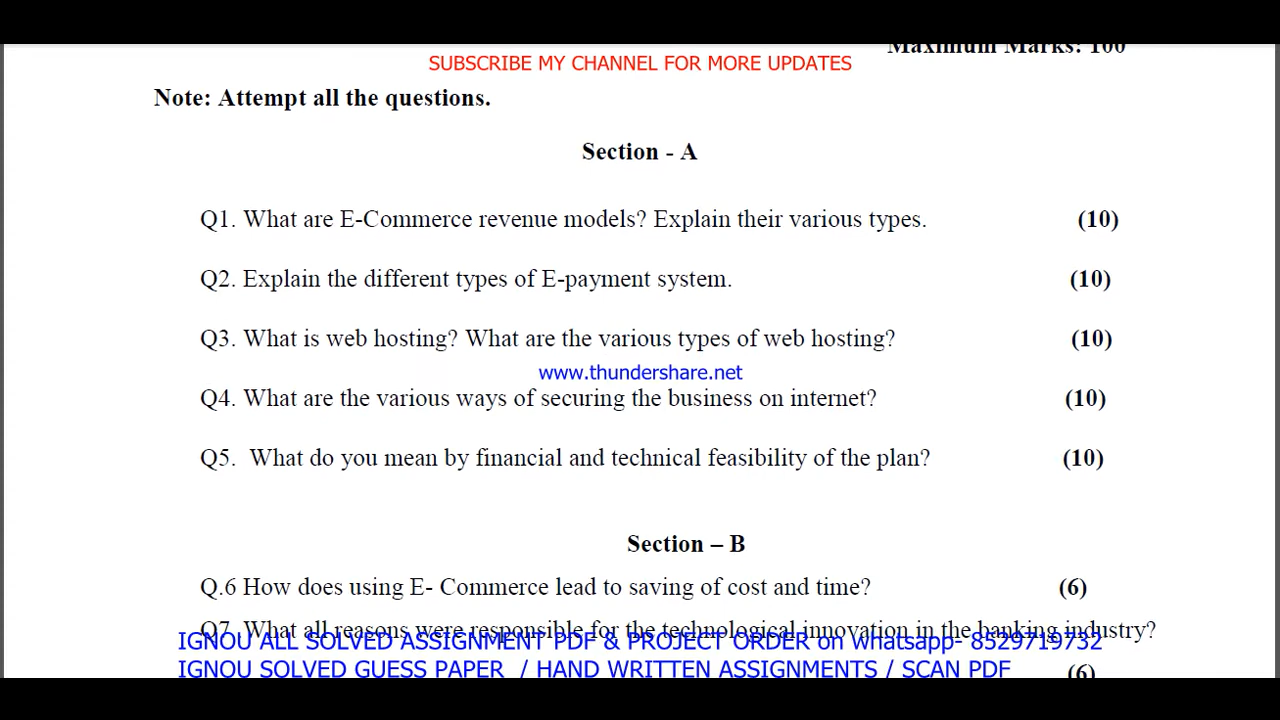 Maximum Marks: 100
SUBSCRIBE MY CHANNEL FOR MORE UPDATES
Note: Attempt all the questions.
Section - A
Q1. What are E-Commerce revenue models? Explain their various types. (10)
Q2. Explain the different types of E-payment system. (10)
Q3. What is web hosting? What are the various types of web hosting? (10)
www.thundershare.net
Q4. What are the various ways of securing the business on internet? (10)
Q5. What do you mean by financial and technical feasibility of the plan? (10)
Section – B
Q.6 How does using E- Commerce lead to saving of cost and time? (6)
Q7. What all reasons were responsible for the technological innovation in the banking industry?
IGNOU ALL SOLVED ASSIGNMENT PDF & PROJECT ORDER on whatsapp- 8529719732
IGNOU SOLVED GUESS PAPER / HAND WRITTEN ASSIGNMENTS / SCAN PDF
(6)